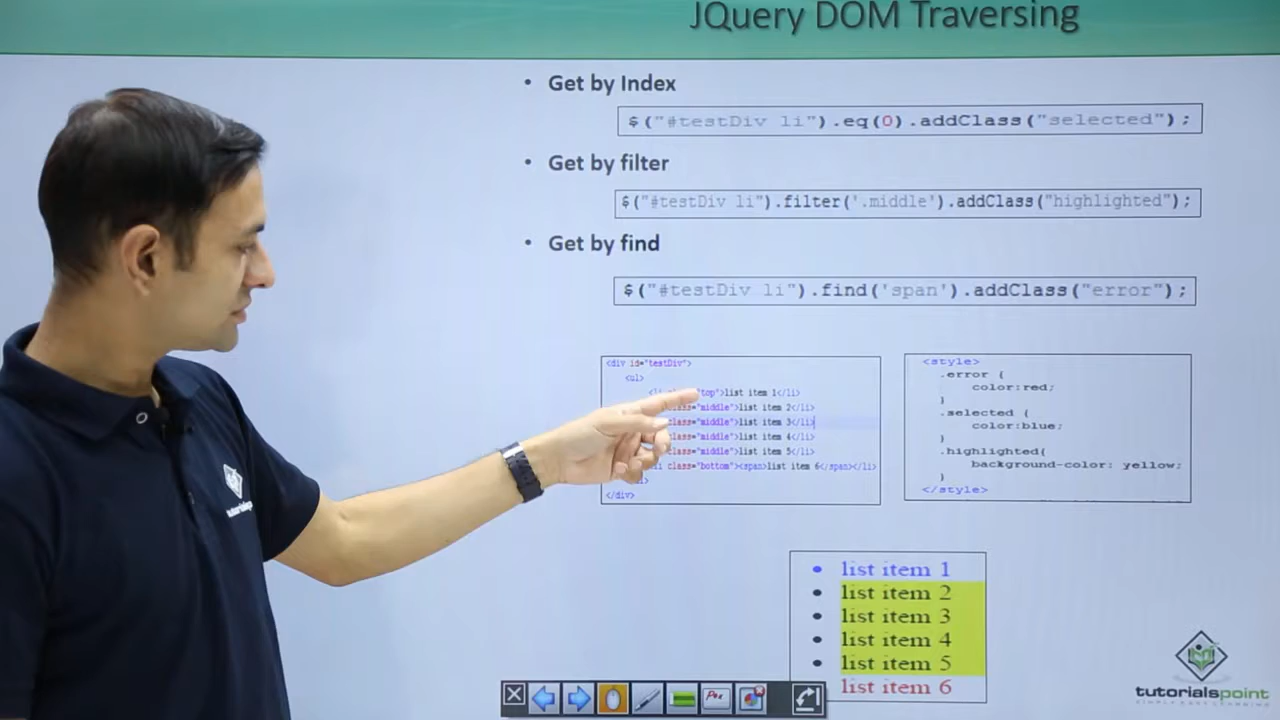 JQuery DOM Traversing
• Get by Index
$("#testDiv li").eq(0).addClass("selected");
• Get by filter
$("#testDiv li").filter('.middle').addClass("highlighted");
• Get by find
$("#testDiv li").find('span').addClass("error");
<div id="testDiv">
<ul>
"top">list item 1</li>
class="middle">list item 2</li>
class="middle">list item 3</li>
class="middle">list item 4</li>
class="middle">list item 5</li>
class="bottom"><span>list item 6</span></li>
</div>
<style>
.error {
color:red;
}
.selected {
color:blue;
}
.highlighted{
background-color: yellow;
}
</style>
• list item 1
• list item 2
• list item 3
• list item 4
• list item 5
list item 6
tutorialspoint
SIMPLY EASY LEARNING